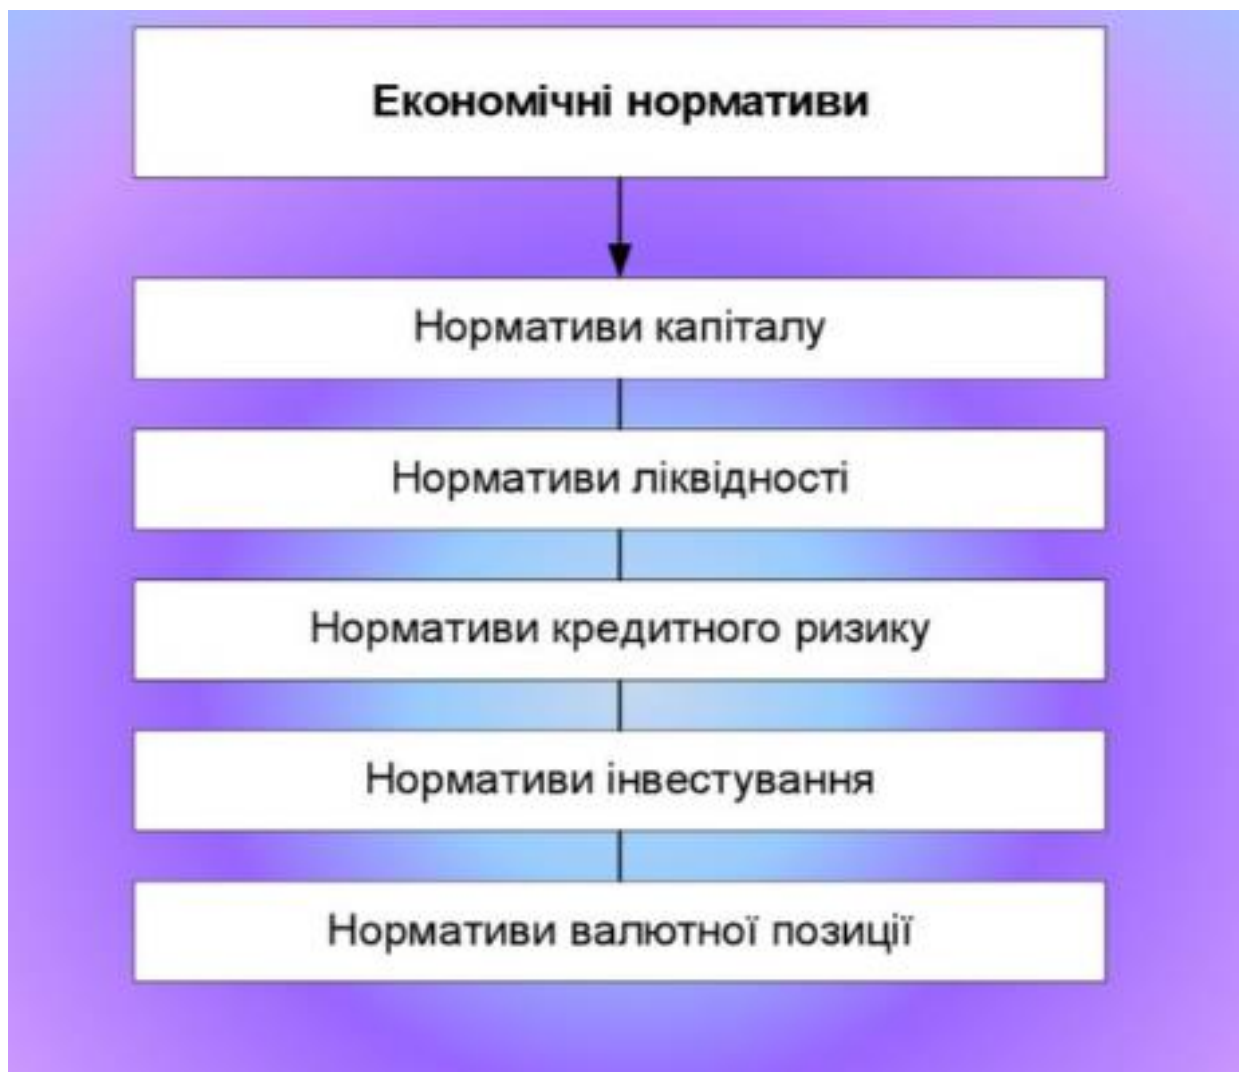 Економічні нормативи
Нормативи капіталу
Нормативи ліквідності
Нормативи кредитного ризику
Нормативи інвестування
Нормативи валютної позиції